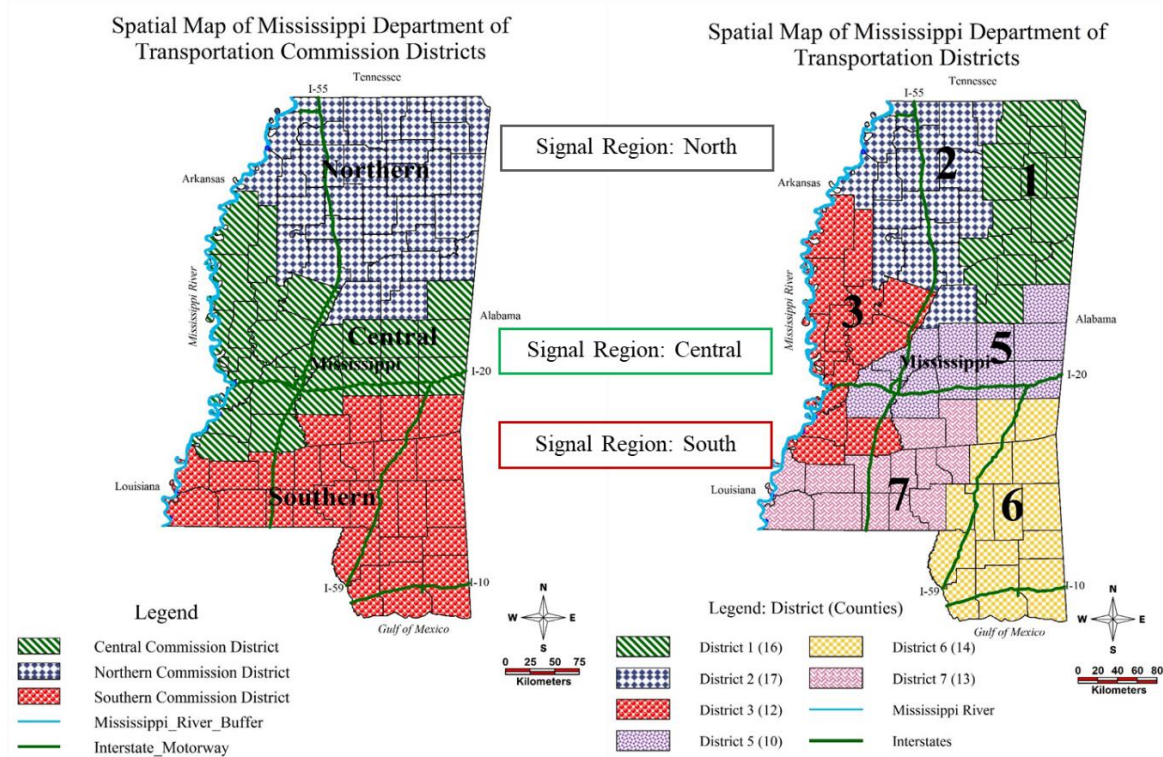 Spatial Map of Mississippi Department of
Transportation Commission Districts
Tennessee
I-55
Northern
Arkansas
Mississippi River
Central
Alabama
Mississippi
I-20
Louisiana
Southern
I-59
I-10
Gulf of Mexico
N
W E
S
0 25 50 75
Kilometers
Legend
Central Commission District
Northern Commission District
Southern Commission District
Mississippi_River_Buffer
Interstate_Motorway
Signal Region: North
Signal Region: Central
Signal Region: South
Spatial Map of Mississippi Department of
Transportation Districts
Tennessee
I-55
2
1
Arkansas
Mississippi River
3
Alabama
5
Mississippi
I-20
Louisiana
7
6
I-59
I-10
Gulf of Mexico
N
W E
S
0 20 40 60 80
Kilometers
Legend: District (Counties)
District 1 (16)
District 2 (17)
District 3 (12)
District 5 (10)
District 6 (14)
District 7 (13)
Mississippi River
Interstates